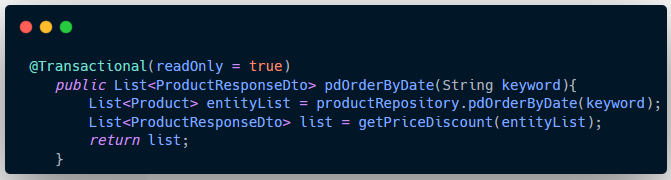 @Transactional(readOnly = true)
public List<ProductResponseDto> pdOrderByDate(String keyword){
List<Product> entityList = productRepository.pdOrderByDate(keyword);
List<ProductResponseDto> list = getPriceDiscount(entityList);
return list;
}